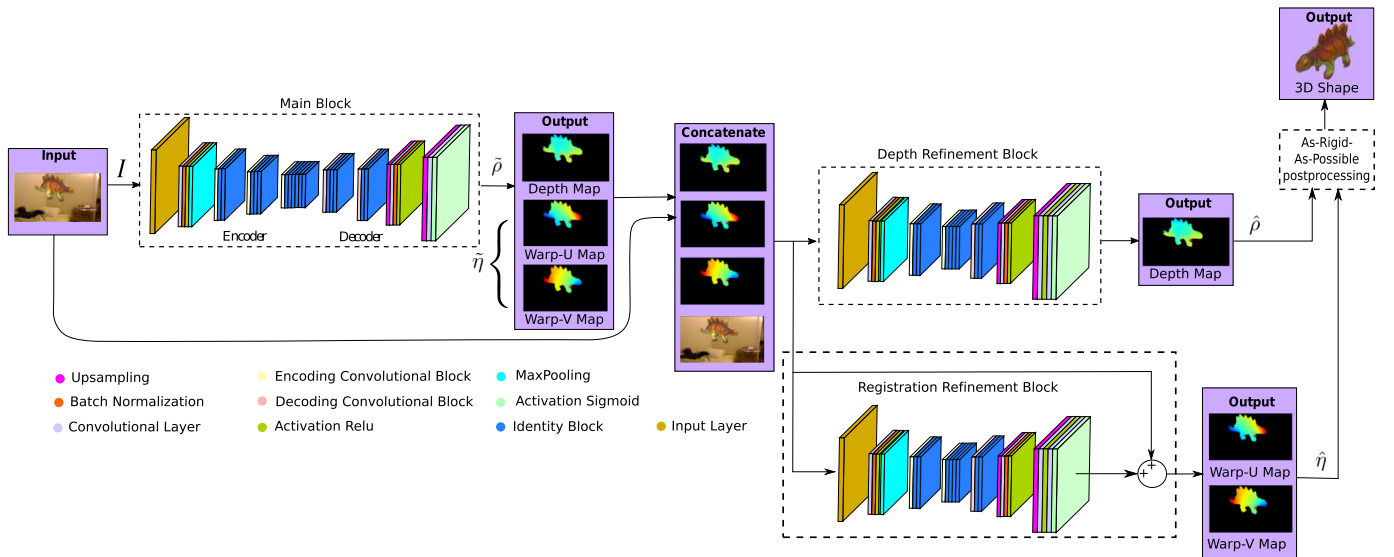 Input
I
Main Block
Encoder
Decoder
ρ̃
η̃
Output
Depth Map
Warp-U Map
Warp-V Map
Concatenate
Depth Refinement Block
Output
Depth Map
ρ̂
Output
3D Shape
As-Rigid-
As-Possible
postprocessing
Registration Refinement Block
+
+
Output
Warp-U Map
Warp-V Map
η̂
Upsampling
Batch Normalization
Convolutional Layer
Encoding Convolutional Block
Decoding Convolutional Block
Activation Relu
MaxPooling
Activation Sigmoid
Identity Block
Input Layer